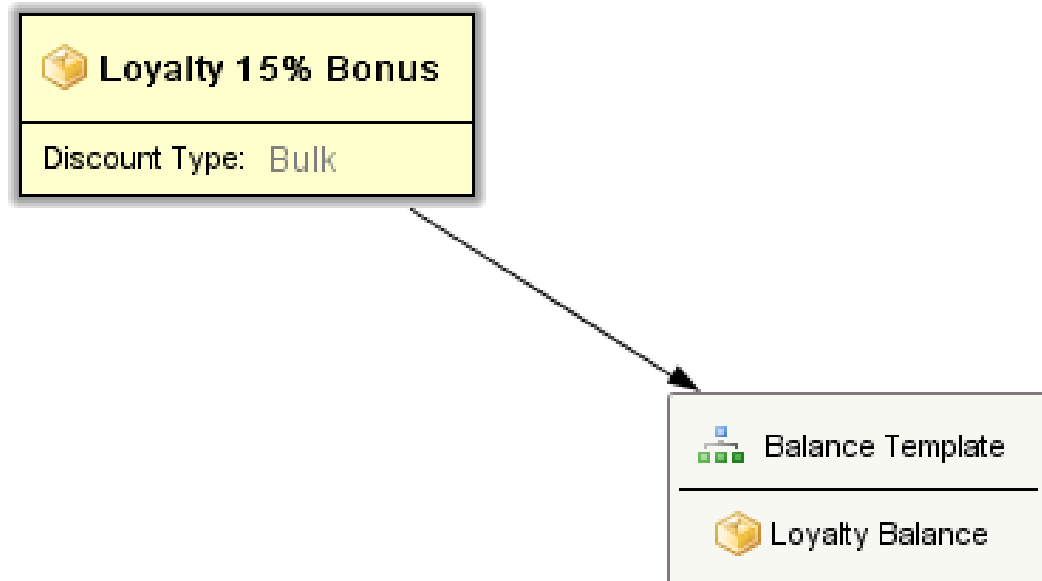 Loyalty 15% Bonus
Discount Type: Bulk
Balance Template
Loyalty Balance